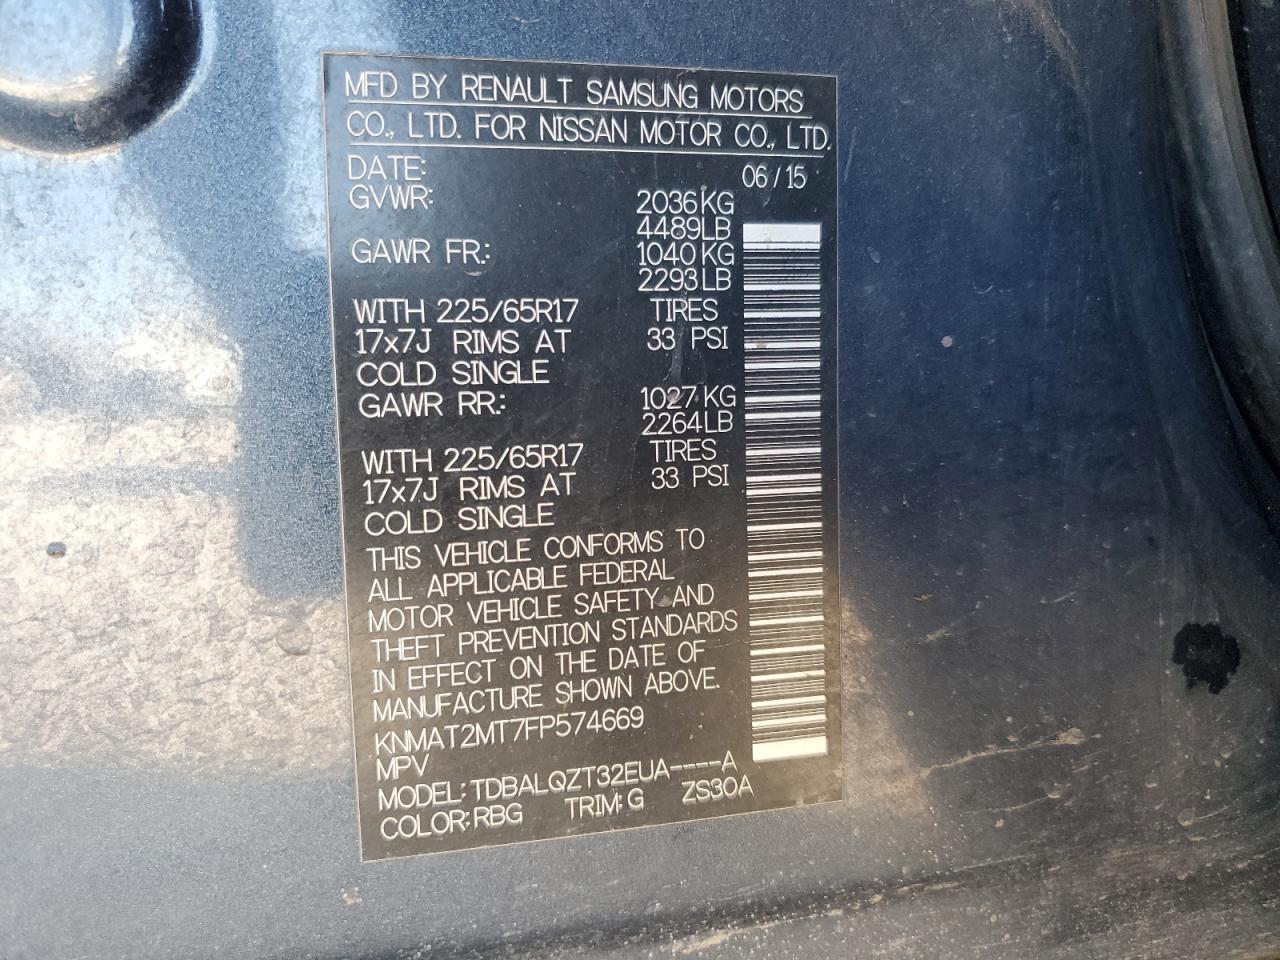 MFD BY RENAULT SAMSUNG MOTORS
CO., LTD. FOR NISSAN MOTOR CO., LTD.
DATE: 06 / 15
GVWR: 2036KG
4489LB
GAWR FR.: 1040 KG
2293LB
WITH 225/65R17 TIRES
17x7J RIMS AT 33 PSI
COLD SINGLE
GAWR RR.: 1027 KG
2264LB
WITH 225/65R17 TIRES
17x7J RIMS AT 33 PSI
COLD SINGLE
THIS VEHICLE CONFORMS TO
ALL APPLICABLE FEDERAL
MOTOR VEHICLE SAFETY AND
THEFT PREVENTION STANDARDS
IN EFFECT ON THE DATE OF
MANUFACTURE SHOWN ABOVE.
KNMAT2MT7FP574669
MPV
MODEL: TDBALQZT32EUA----A
COLOR:RBG TRIM:G ZS30A